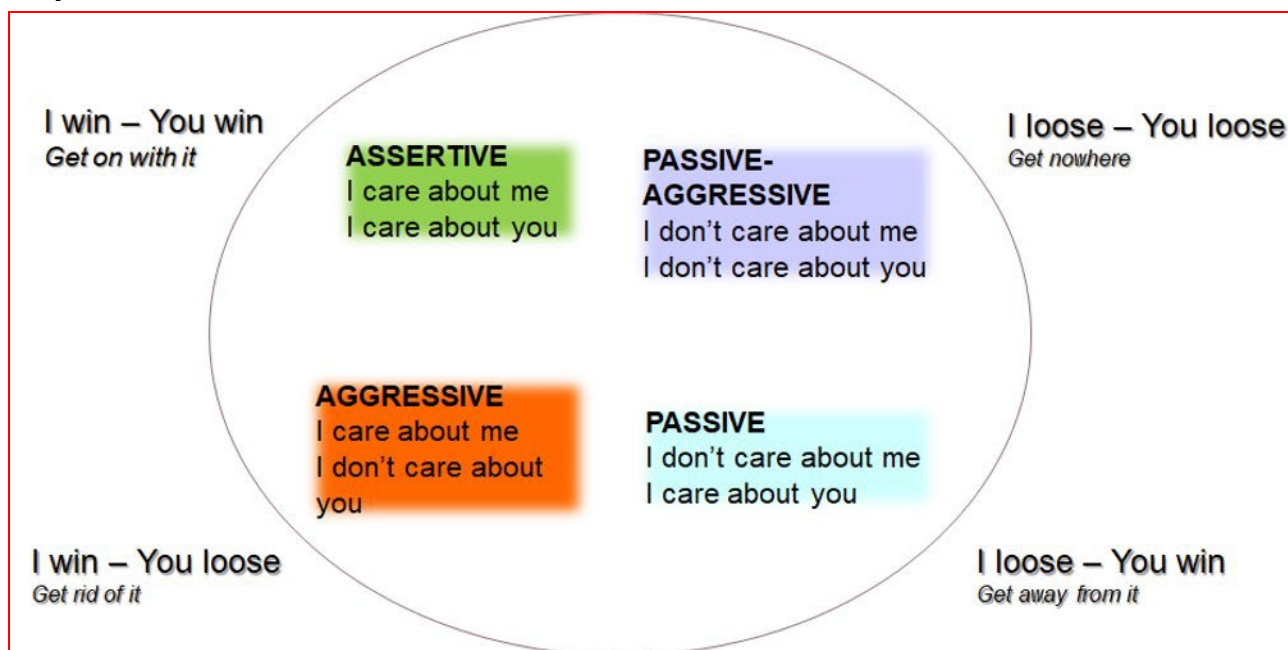 I win – You win
Get on with it
ASSERTIVE
I care about me
I care about you
PASSIVE-
AGGRESSIVE
I don't care about me
I don't care about you
I loose – You loose
Get nowhere
AGGRESSIVE
I care about me
I don't care about
you
PASSIVE
I don't care about me
I care about you
I win – You loose
Get rid of it
I loose – You win
Get away from it